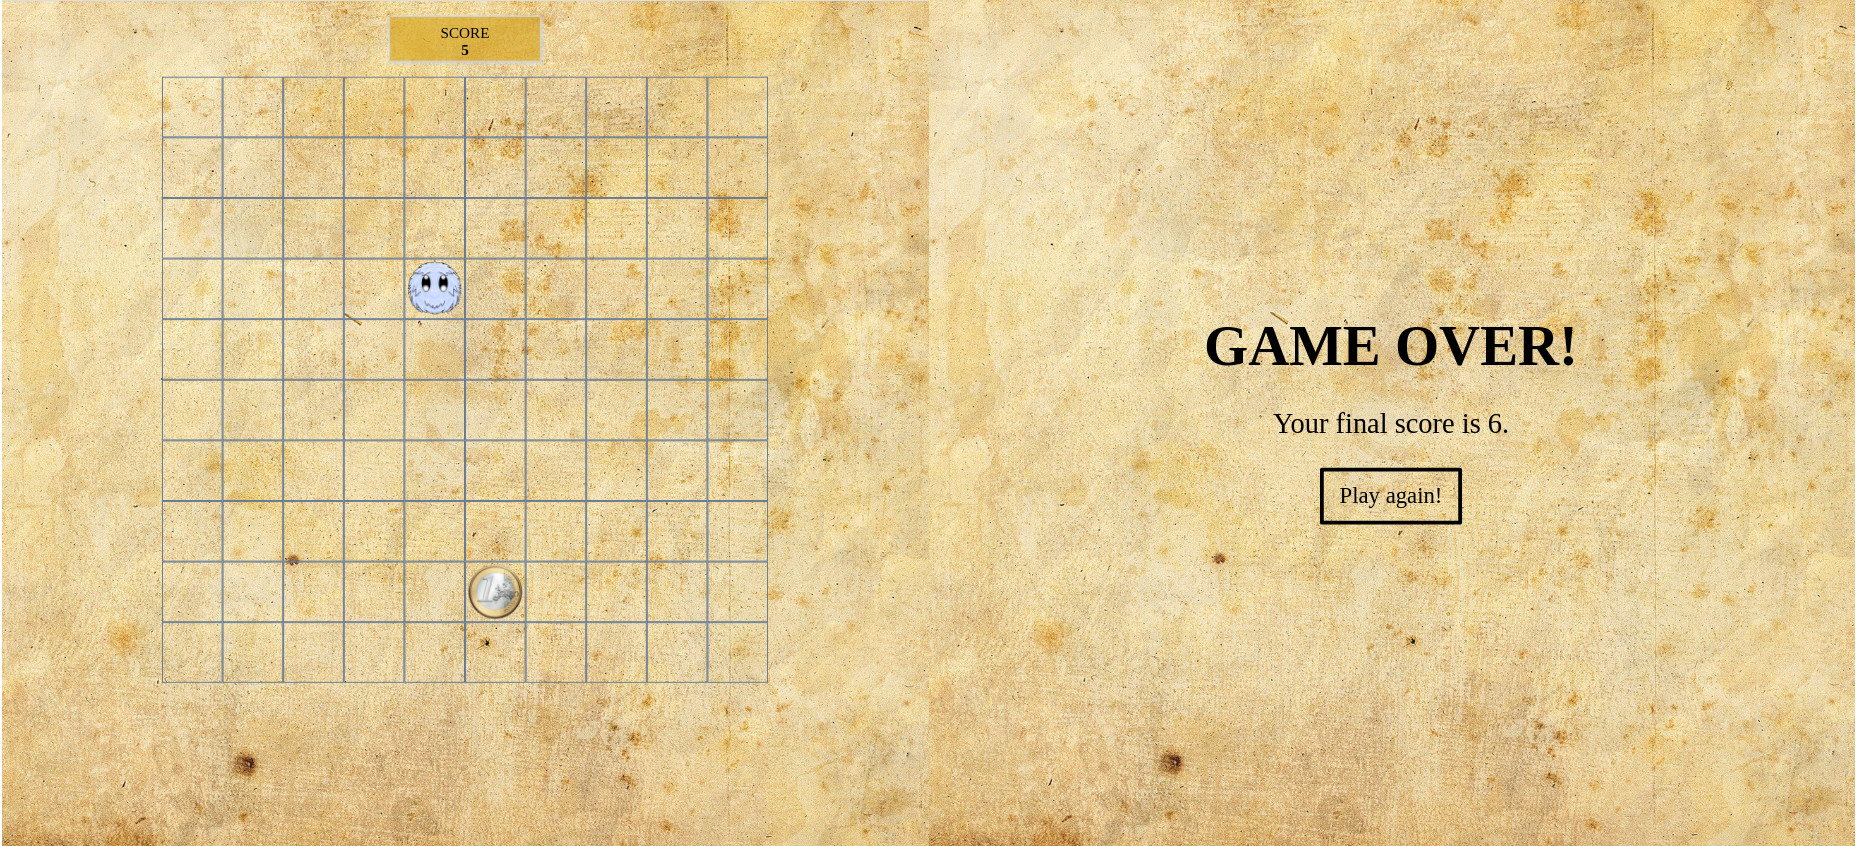 SCORE
5
GAME OVER!
Your final score is 6.
Play again!